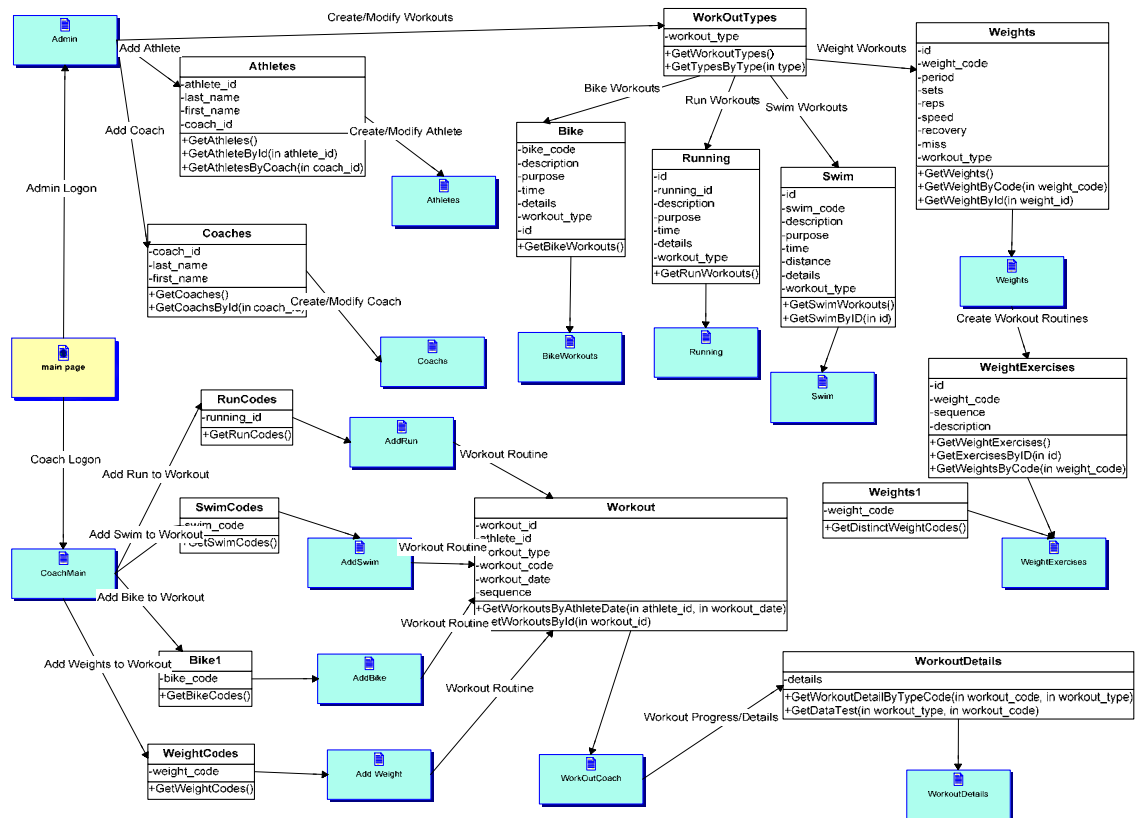 Admin
Create/Modify Workouts
Add Athlete
Add Coach
Admin Logon
Athletes
-athlete_id
-last_name
-first_name
-coach_id
+GetAthletes()
+GetAthleteById(in athlete_id)
+GetAthletesByCoach(in coach_id)
Create/Modify Athlete
Athletes
Coaches
-coach_id
-last_name
-first_name
+GetCoaches()
+GetCoachsById(in coach_id)
Create/Modify Coach
Coachs
WorkOutTypes
-workout_type
+GetWorkoutTypes()
+GetTypesByType(in type)
Weight Workouts
Bike Workouts
Run Workouts
Swim Workouts
Bike
-bike_code
-description
-purpose
-time
-details
-workout_type
-id
+GetBikeWorkouts()
BikeWorkouts
Running
-id
-running_id
-description
-purpose
-time
-details
-workout_type
+GetRunWorkouts()
Running
Swim
-id
-swim_code
-description
-purpose
-time
-distance
-details
-workout_type
+GetSwimWorkouts()
+GetSwimByID(in id)
Swim
Weights
-id
-weight_code
-period
-sets
-reps
-speed
-recovery
-miss
-workout_type
+GetWeights()
+GetWeightByCode(in weight_code)
+GetWeightById(in weight_id)
Weights
Create Workout Routines
WeightExercises
-id
-weight_code
-sequence
-description
+GetWeightExercises()
+GetExercisesByID(in id)
+GetWeightsByCode(in weight_code)
Weights1
-weight_code
+GetDistinctWeightCodes()
WeightExercises
main page
Coach Logon
CoachMain
Add Run to Workout
Add Swim to Workout
Add Bike to Workout
Add Weights to Workout
RunCodes
-running_id
+GetRunCodes()
AddRun
Workout Routine
SwimCodes
-swim_code
+GetSwimCodes()
AddSwim
Workout Routine
Bike1
-bike_code
+GetBikeCodes()
AddBike
Workout Routine
WeightCodes
-weight_code
+GetWeightCodes()
Add Weight
Workout Routine
Workout
-workout_id
-athlete_id
-workout_type
-workout_code
-workout_date
-sequence
+GetWorkoutsByAthleteDate(in athlete_id, in workout_date)
+GetWorkoutsById(in workout_id)
WorkOutCoach
Workout Progress/Details
WorkoutDetails
-details
+GetWorkoutDetailByTypeCode(in workout_code, in workout_type)
+GetDataTest(in workout_type, in workout_code)
WorkoutDetails